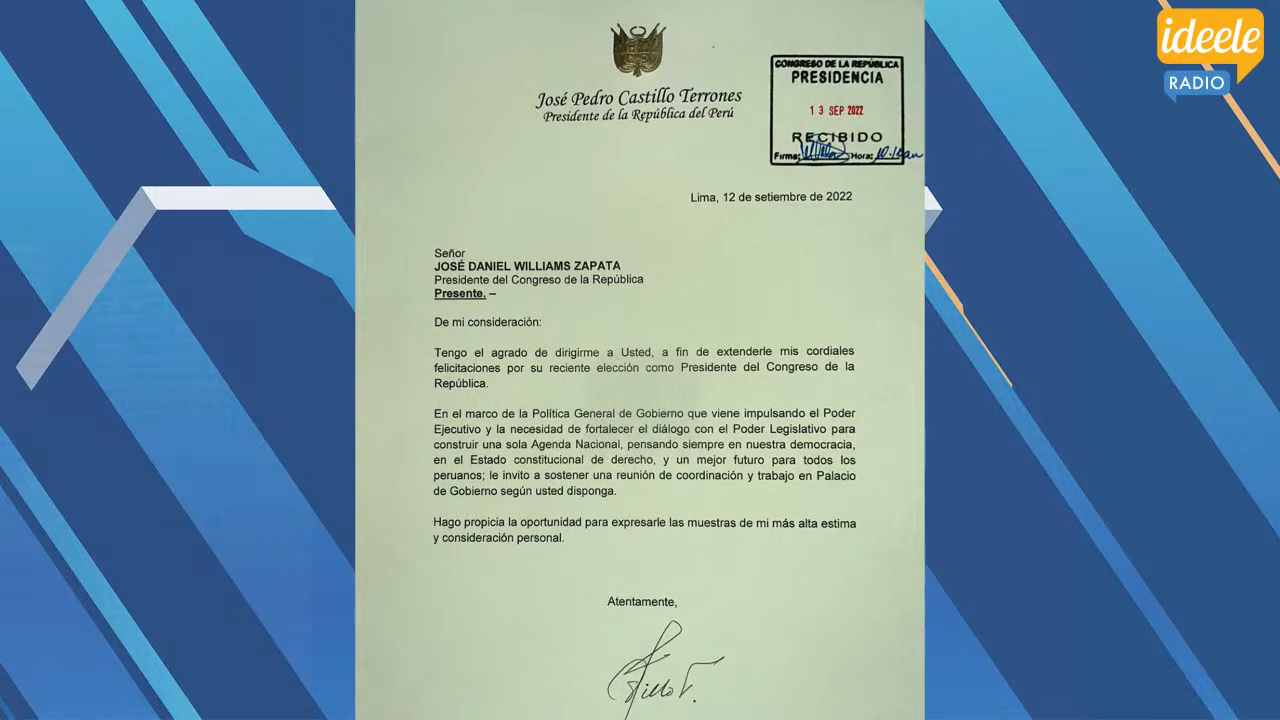 ideele
RADIO
José Pedro Castillo Terrones
Presidente de la República del Perú
CONGRESO DE LA REPÚBLICA
PRESIDENCIA
13 SEP 2022
RECIBIDO
Firma: Hora:
Lima, 12 de setiembre de 2022
Señor
JOSÉ DANIEL WILLIAMS ZAPATA
Presidente del Congreso de la República
Presente. –
De mi consideración:
Tengo el agrado de dirigirme a Usted, a fin de extenderle mis cordiales
felicitaciones por su reciente elección como Presidente del Congreso de la
República.
En el marco de la Política General de Gobierno que viene impulsando el Poder
Ejecutivo y la necesidad de fortalecer el diálogo con el Poder Legislativo para
construir una sola Agenda Nacional, pensando siempre en nuestra democracia,
en el Estado constitucional de derecho, y un mejor futuro para todos los
peruanos; le invito a sostener una reunión de coordinación y trabajo en Palacio
de Gobierno según usted disponga.
Hago propicia la oportunidad para expresarle las muestras de mi más alta estima
y consideración personal.
Atentamente,